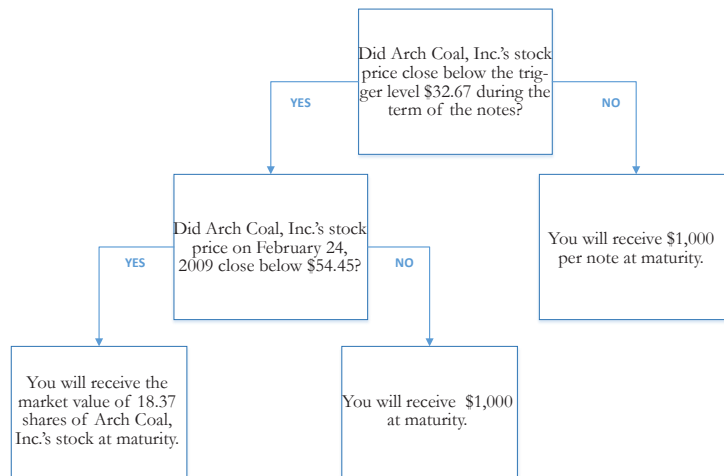 Did Arch Coal, Inc.'s stock
price close below the trig-
ger level $32.67 during the
term of the notes?
YES
NO
Did Arch Coal, Inc.'s stock
price on February 24,
2009 close below $54.45?
You will receive $1,000
per note at maturity.
YES
NO
You will receive the
market value of 18.37
shares of Arch Coal,
Inc.'s stock at maturity.
You will receive $1,000
at maturity.